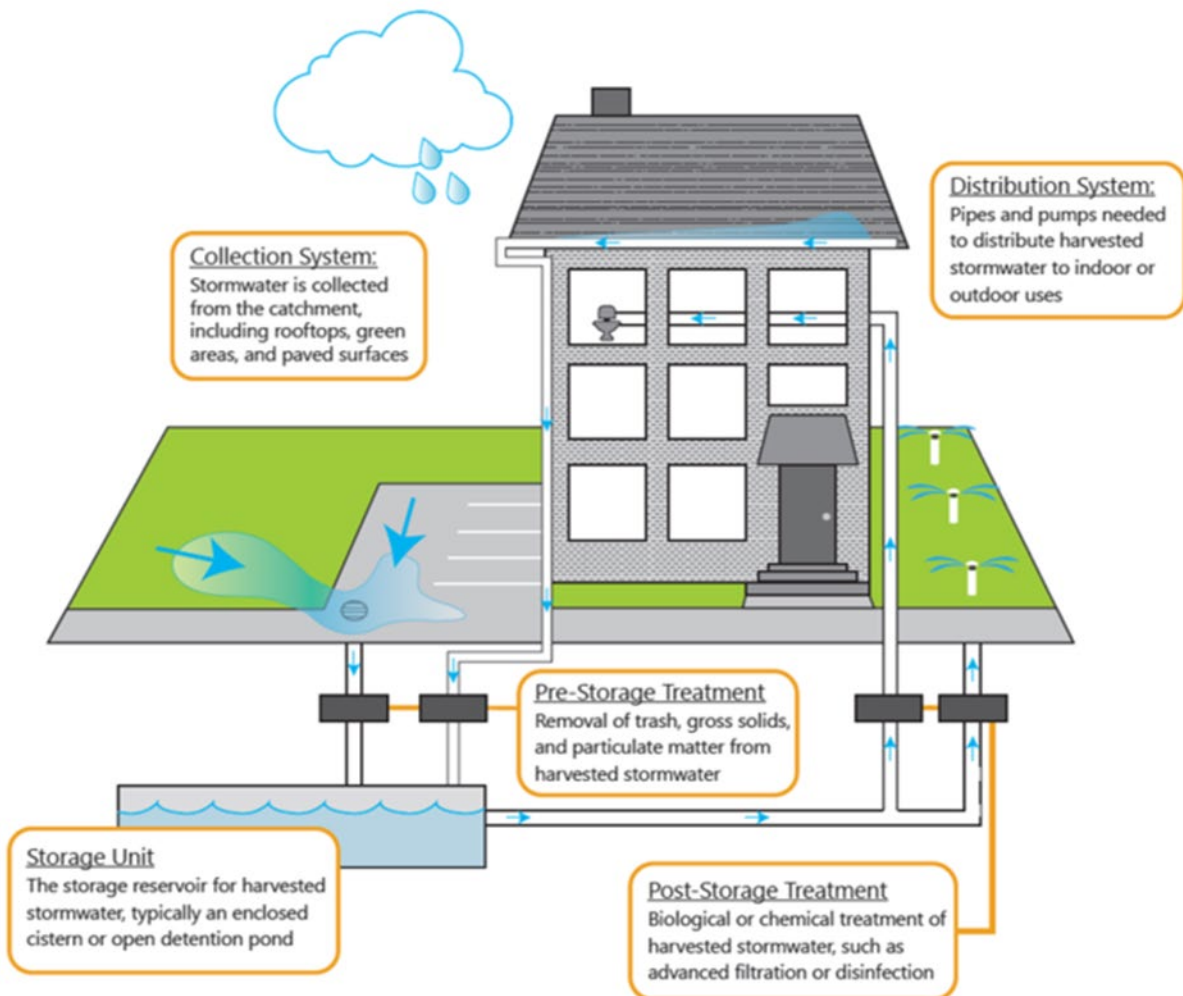 Collection System:
Stormwater is collected
from the catchment,
including rooftops, green
areas, and paved surfaces
Distribution System:
Pipes and pumps needed
to distribute harvested
stormwater to indoor or
outdoor uses
Pre-Storage Treatment
Removal of trash, gross solids,
and particulate matter from
harvested stormwater
Storage Unit
The storage reservoir for harvested
stormwater, typically an enclosed
cistern or open detention pond
Post-Storage Treatment
Biological or chemical treatment of
harvested stormwater, such as
advanced filtration or disinfection